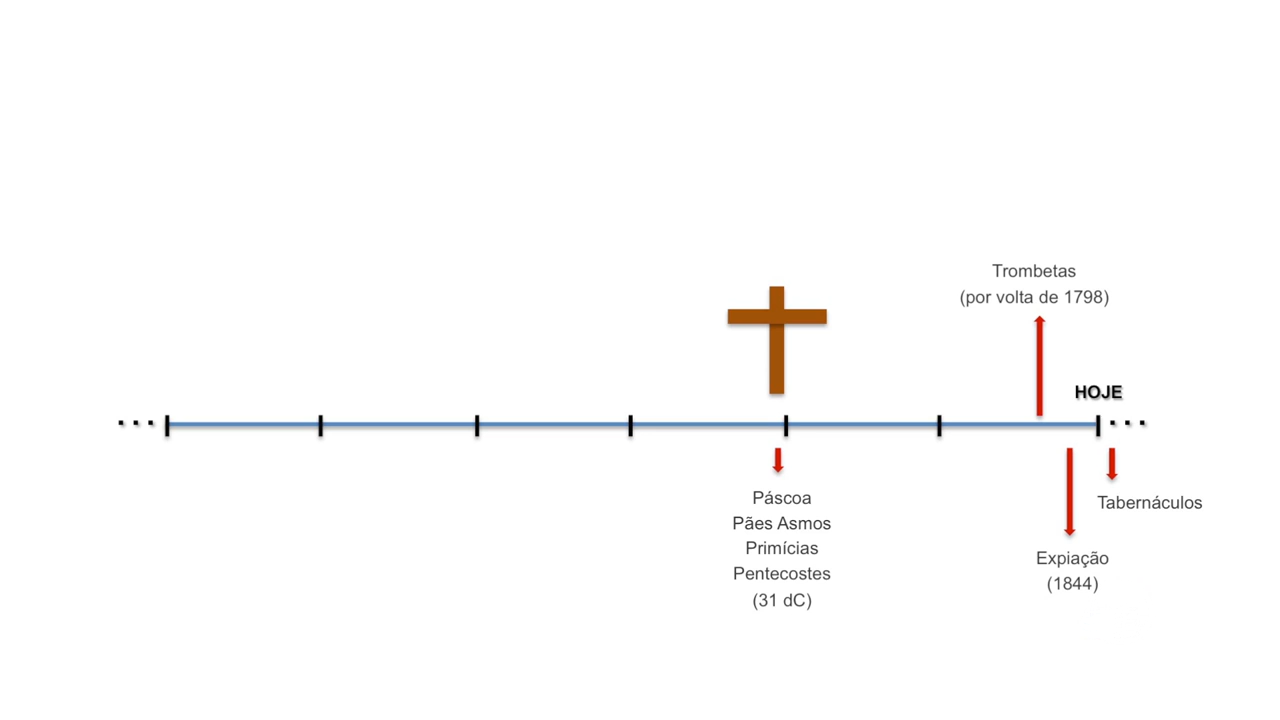 Trombetas
(por volta de 1798)
HOJE
Páscoa
Pães Asmos
Primícias
Pentecostes
(31 dC)
Tabernáculos
Expiação
(1844)